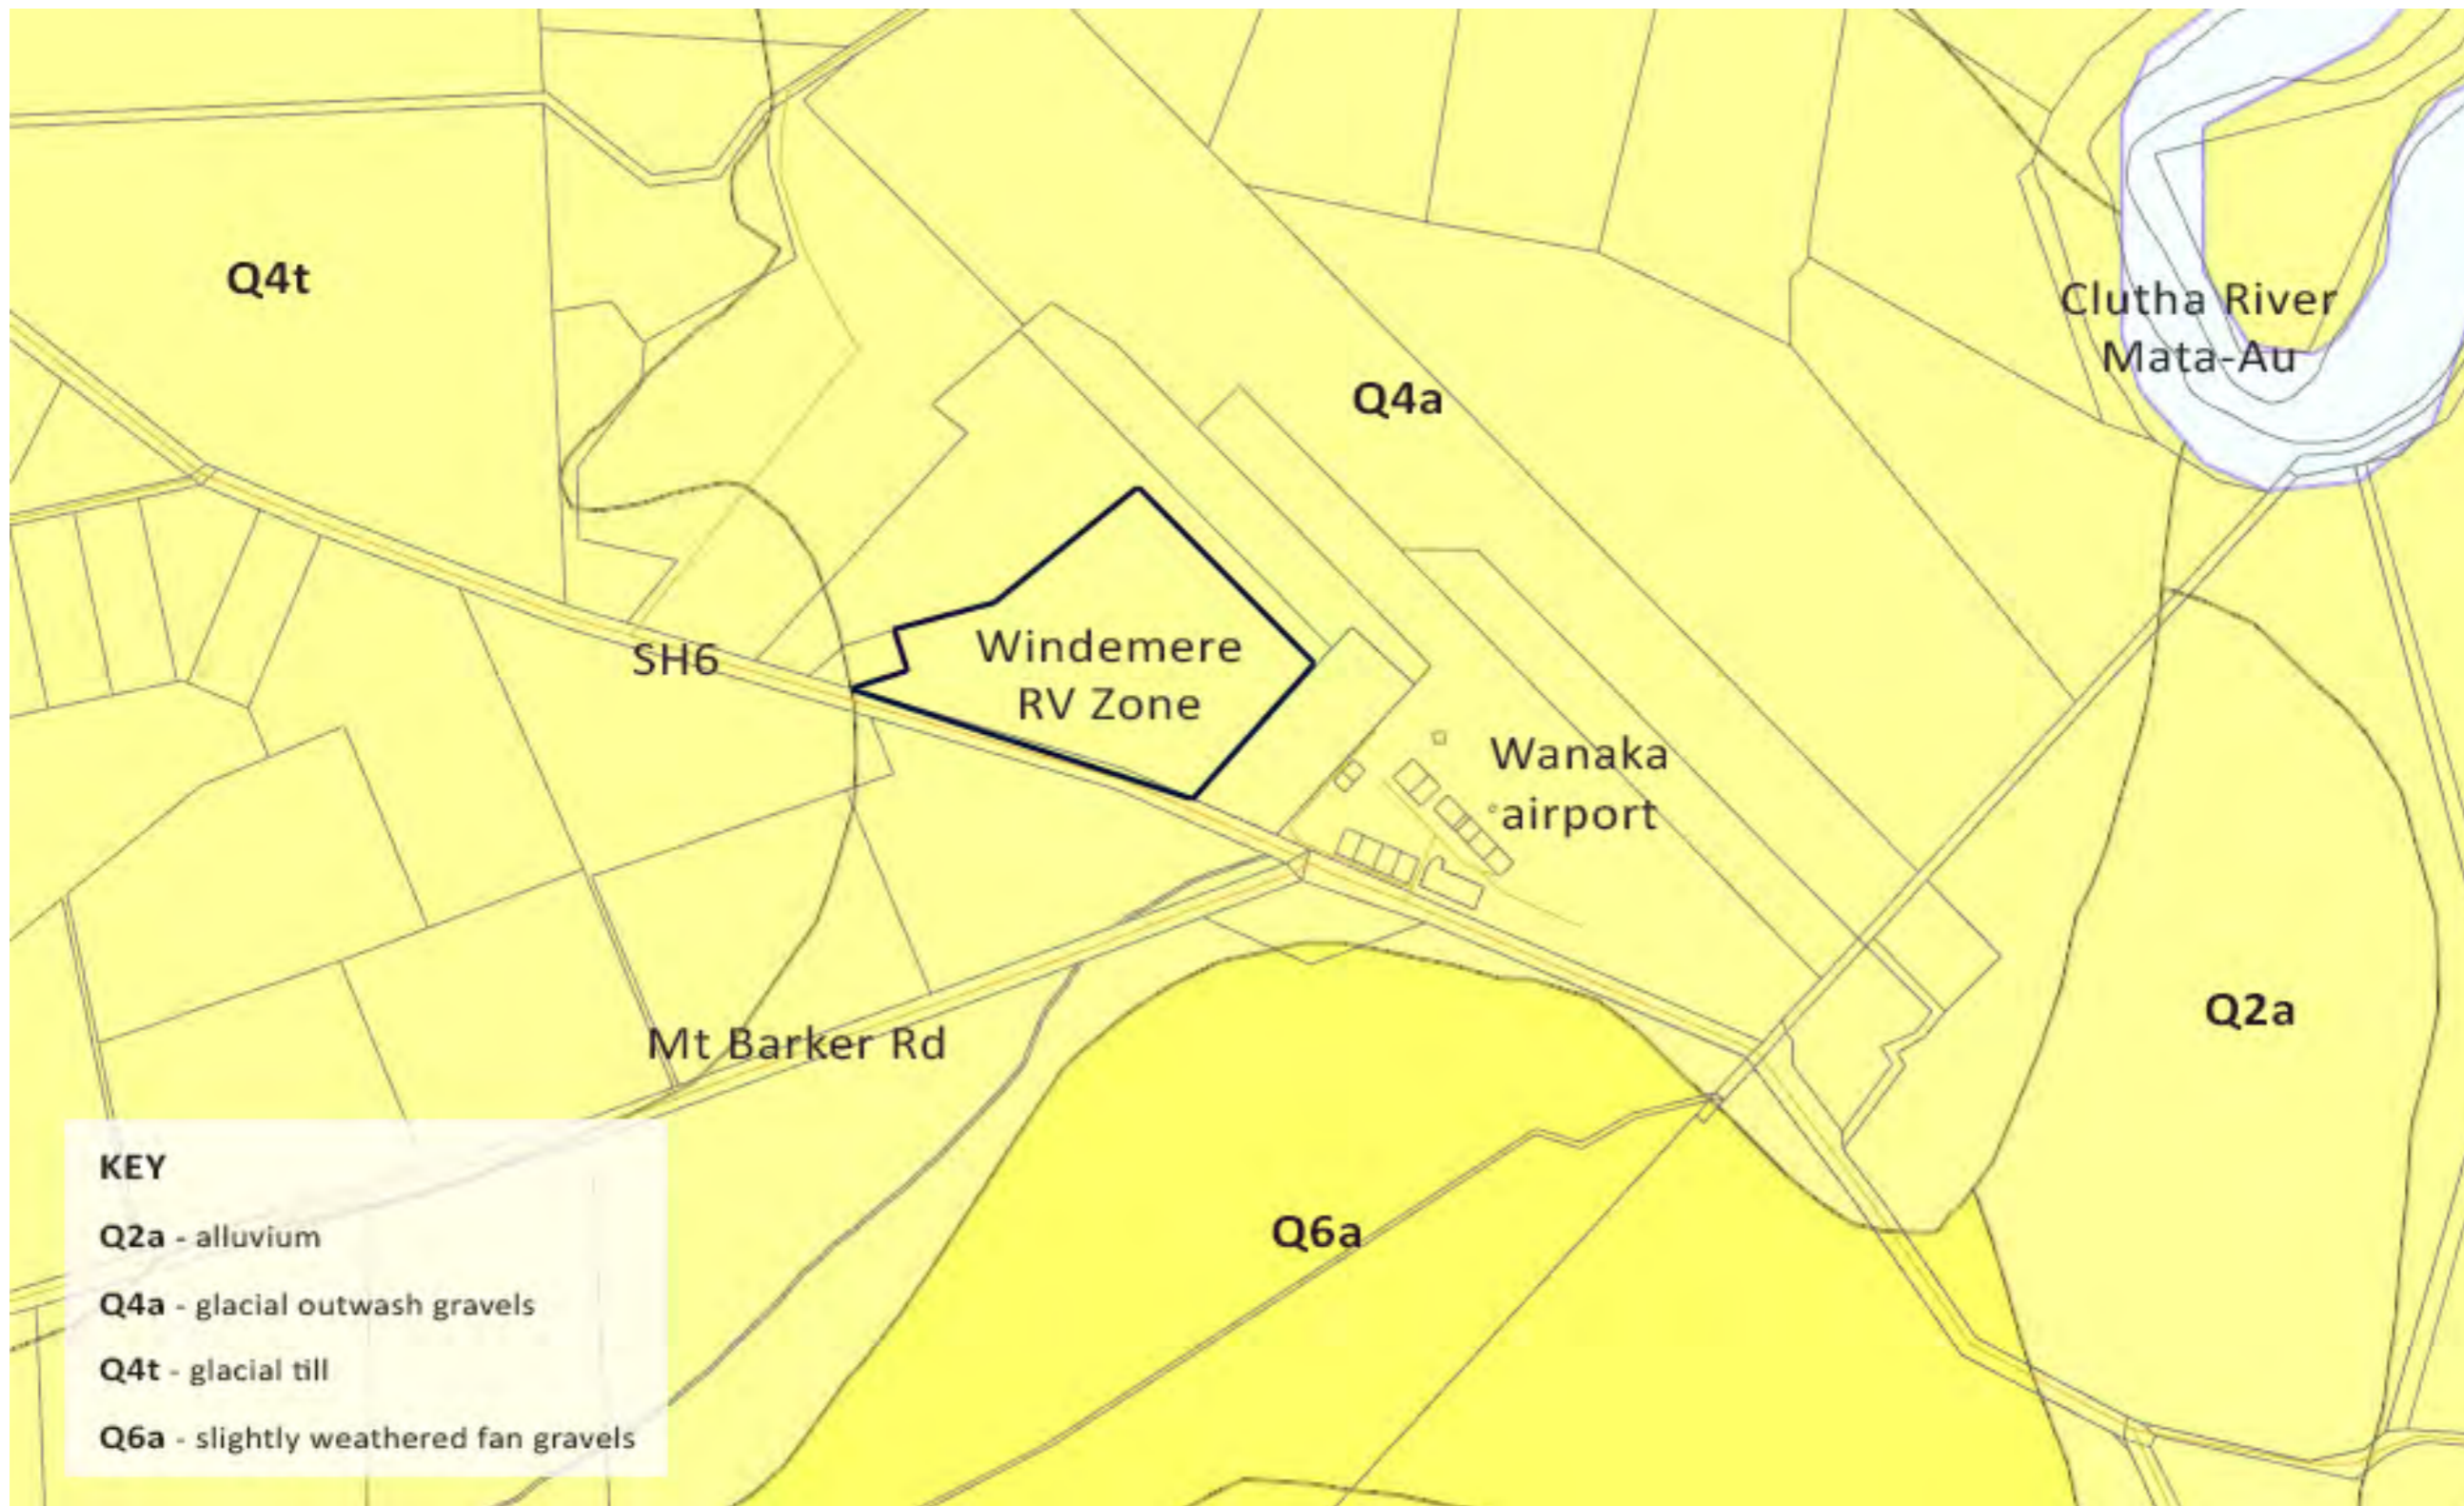 Q4t
Clutha River
Mata-Au
Q4a
Windemere
RV Zone
SH6
Wanaka
airport
Q2a
Mt Barker Rd
Q6a
KEY
Q2a - alluvium
Q4a - glacial outwash gravels
Q4t - glacial till
Q6a - slightly weathered fan gravels